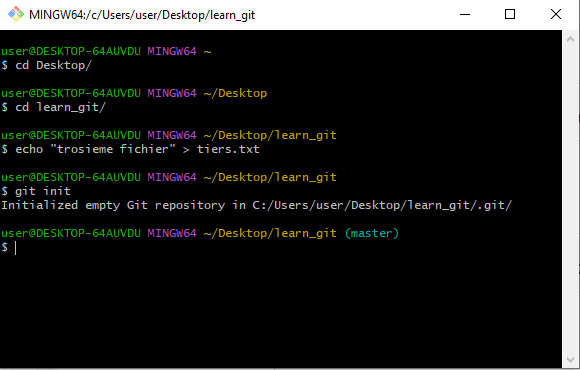 MINGW64:/c/Users/user/Desktop/learn_git
user@DESKTOP-64AUVDU MINGW64 ~
$ cd Desktop/
user@DESKTOP-64AUVDU MINGW64 ~/Desktop
$ cd learn_git/
user@DESKTOP-64AUVDU MINGW64 ~/Desktop/learn_git
$ echo "trosieme fichier" > tiers.txt
user@DESKTOP-64AUVDU MINGW64 ~/Desktop/learn_git
$ git init
Initialized empty Git repository in C:/Users/user/Desktop/learn_git/.git/
user@DESKTOP-64AUVDU MINGW64 ~/Desktop/learn_git (master)
$